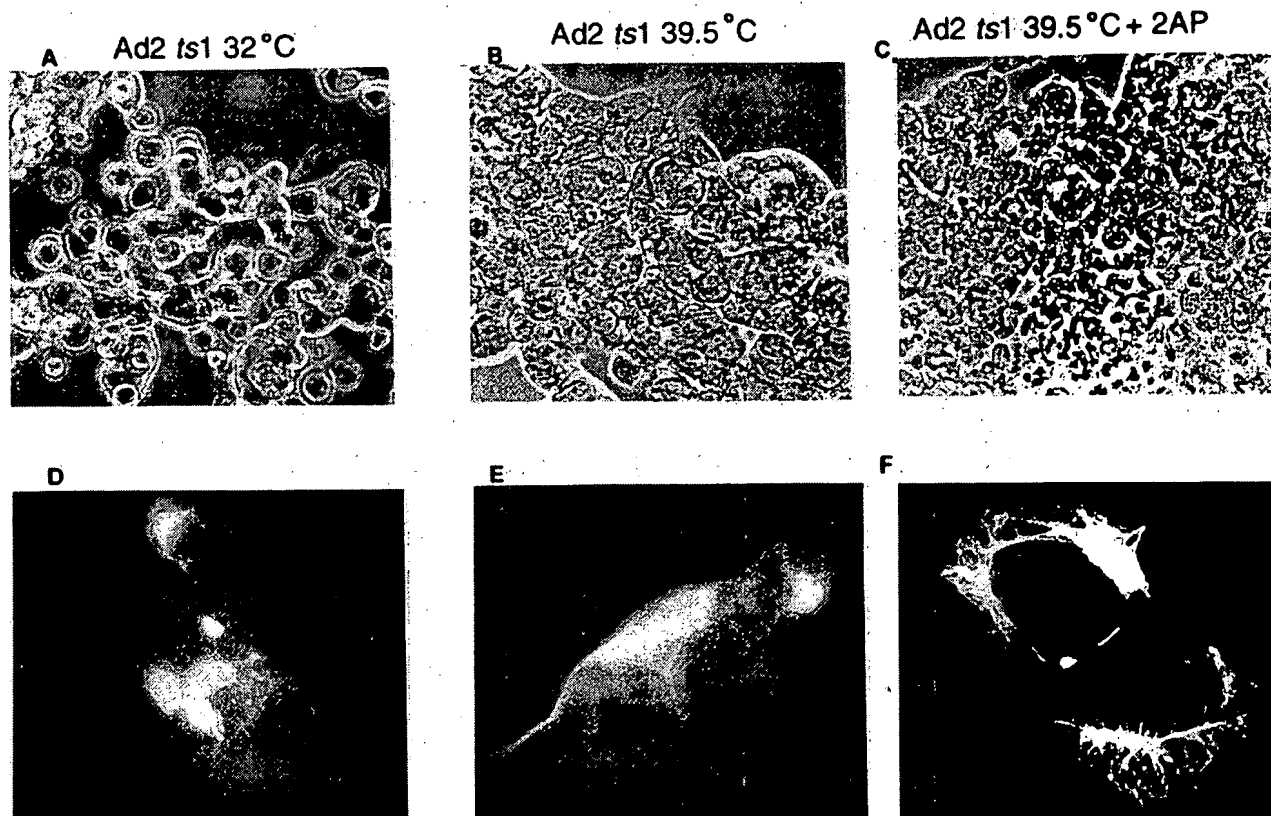 A Ad2 ts1 32°C
B Ad2 ts1 39.5°C
C Ad2 ts1 39.5°C + 2AP
D
E
F